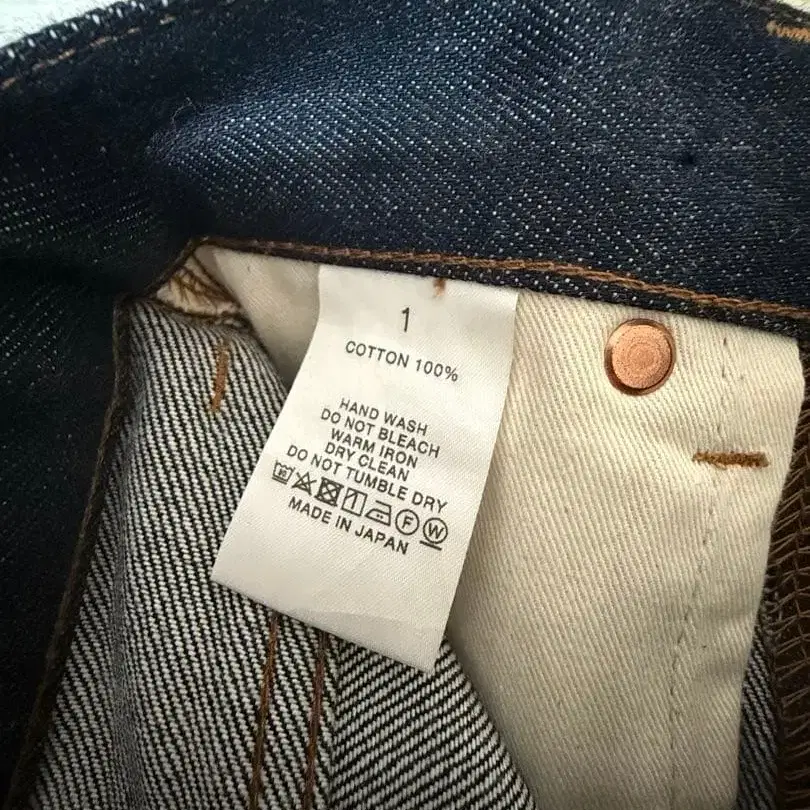 1
COTTON 100%
HAND WASH
DO NOT BLEACH
WARM IRON
DRY CLEAN
DO NOT TUMBLE DRY
F W
MADE IN JAPAN